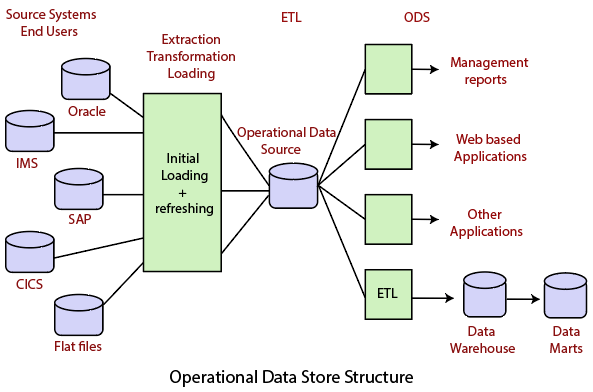 Source Systems
End Users
Extraction
Transformation
Loading
ETL
ODS
Oracle
IMS
SAP
CICS
Flat files
Initial
Loading
+
refreshing
Operational Data
Source
Management
reports
Web based
Applications
Other
Applications
ETL
Data
Warehouse
Data
Marts
Operational Data Store Structure